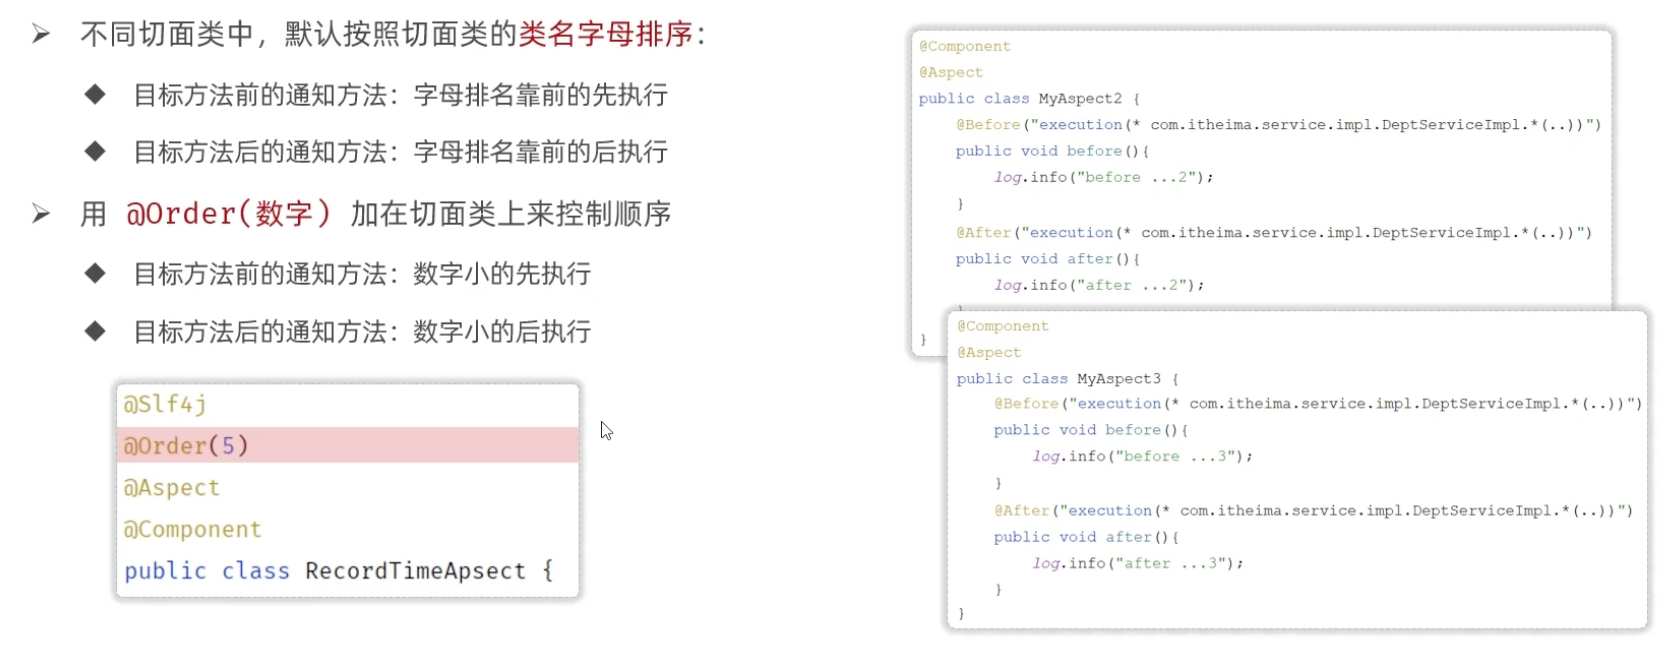 ➢ 不同切面类中，默认按照切面类的类名字母排序：
◆ 目标方法前的通知方法：字母排名靠前的先执行
◆ 目标方法后的通知方法：字母排名靠前的后执行
➢ 用 @Order(数字) 加在切面类上来控制顺序
◆ 目标方法前的通知方法：数字小的先执行
◆ 目标方法后的通知方法：数字小的后执行
@Slf4j
@Order(5)
@Aspect
@Component
public class RecordTimeApsect {
@Component
@Aspect
public class MyAspect2 {
@Before("execution(* com.itheima.service.impl.DeptServiceImpl.*(..))")
public void before(){
log.info("before ...2");
}
@After("execution(* com.itheima.service.impl.DeptServiceImpl.*(..))")
public void after(){
log.info("after ...2");
}
@Component
@Aspect
public class MyAspect3 {
@Before("execution(* com.itheima.service.impl.DeptServiceImpl.*(..))")
public void before(){
log.info("before ...3");
}
@After("execution(* com.itheima.service.impl.DeptServiceImpl.*(..))")
public void after(){
log.info("after ...3");
}
}